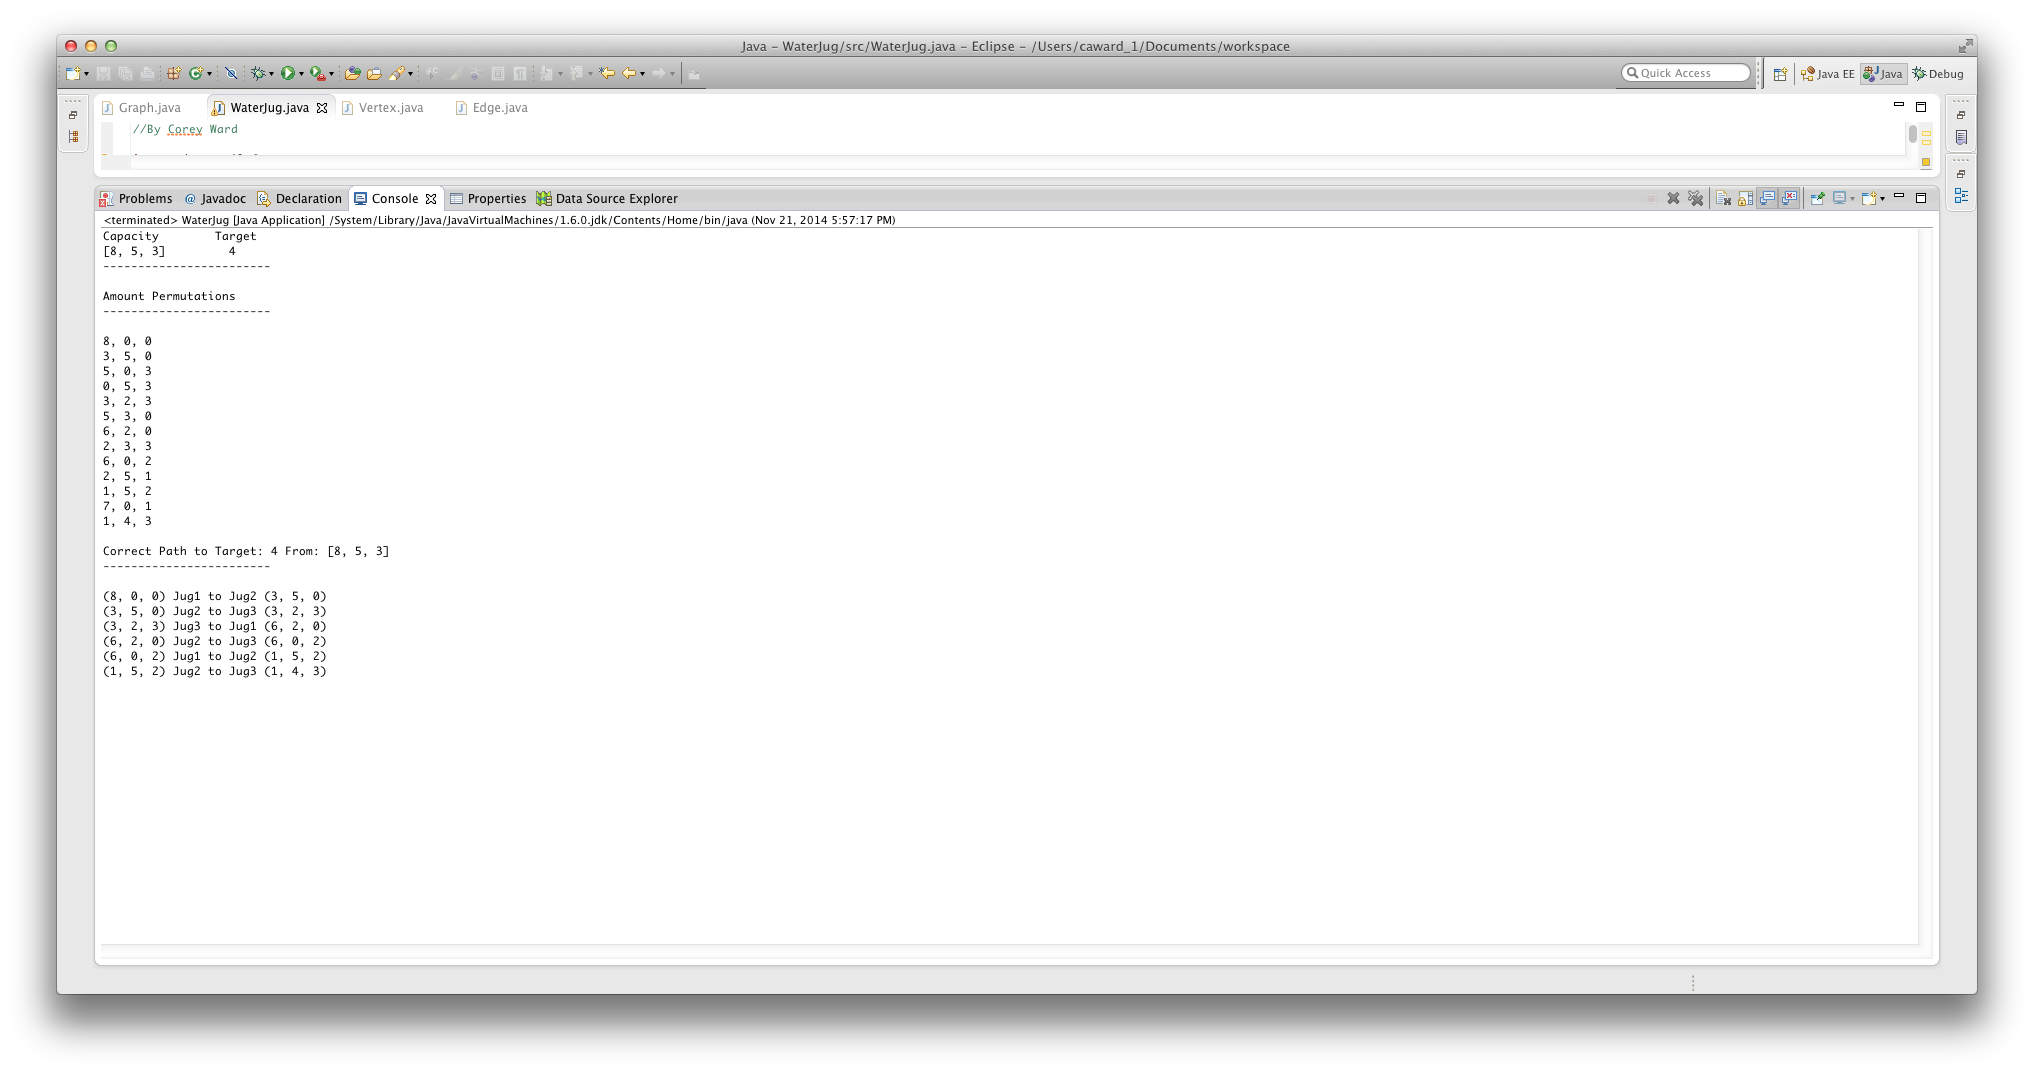 Java – WaterJug/src/WaterJug.java – Eclipse – /Users/caward_1/Documents/workspace
Quick Access
Java EE
Java
Debug
Graph.java
WaterJug.java
Vertex.java
Edge.java
//By Corey Ward
Problems
@ Javadoc
Declaration
Console
Properties
Data Source Explorer
<terminated> WaterJug [Java Application] /System/Library/Java/JavaVirtualMachines/1.6.0.jdk/Contents/Home/bin/java (Nov 21, 2014 5:57:17 PM)
Capacity        Target
[8, 5, 3]         4
------------------------
Amount Permutations
------------------------
8, 0, 0
3, 5, 0
5, 0, 3
0, 5, 3
3, 2, 3
5, 3, 0
6, 2, 0
2, 3, 3
6, 0, 2
2, 5, 1
1, 5, 2
7, 0, 1
1, 4, 3
Correct Path to Target: 4 From: [8, 5, 3]
------------------------
(8, 0, 0) Jug1 to Jug2 (3, 5, 0)
(3, 5, 0) Jug2 to Jug3 (3, 2, 3)
(3, 2, 3) Jug3 to Jug1 (6, 2, 0)
(6, 2, 0) Jug2 to Jug3 (6, 0, 2)
(6, 0, 2) Jug1 to Jug2 (1, 5, 2)
(1, 5, 2) Jug2 to Jug3 (1, 4, 3)